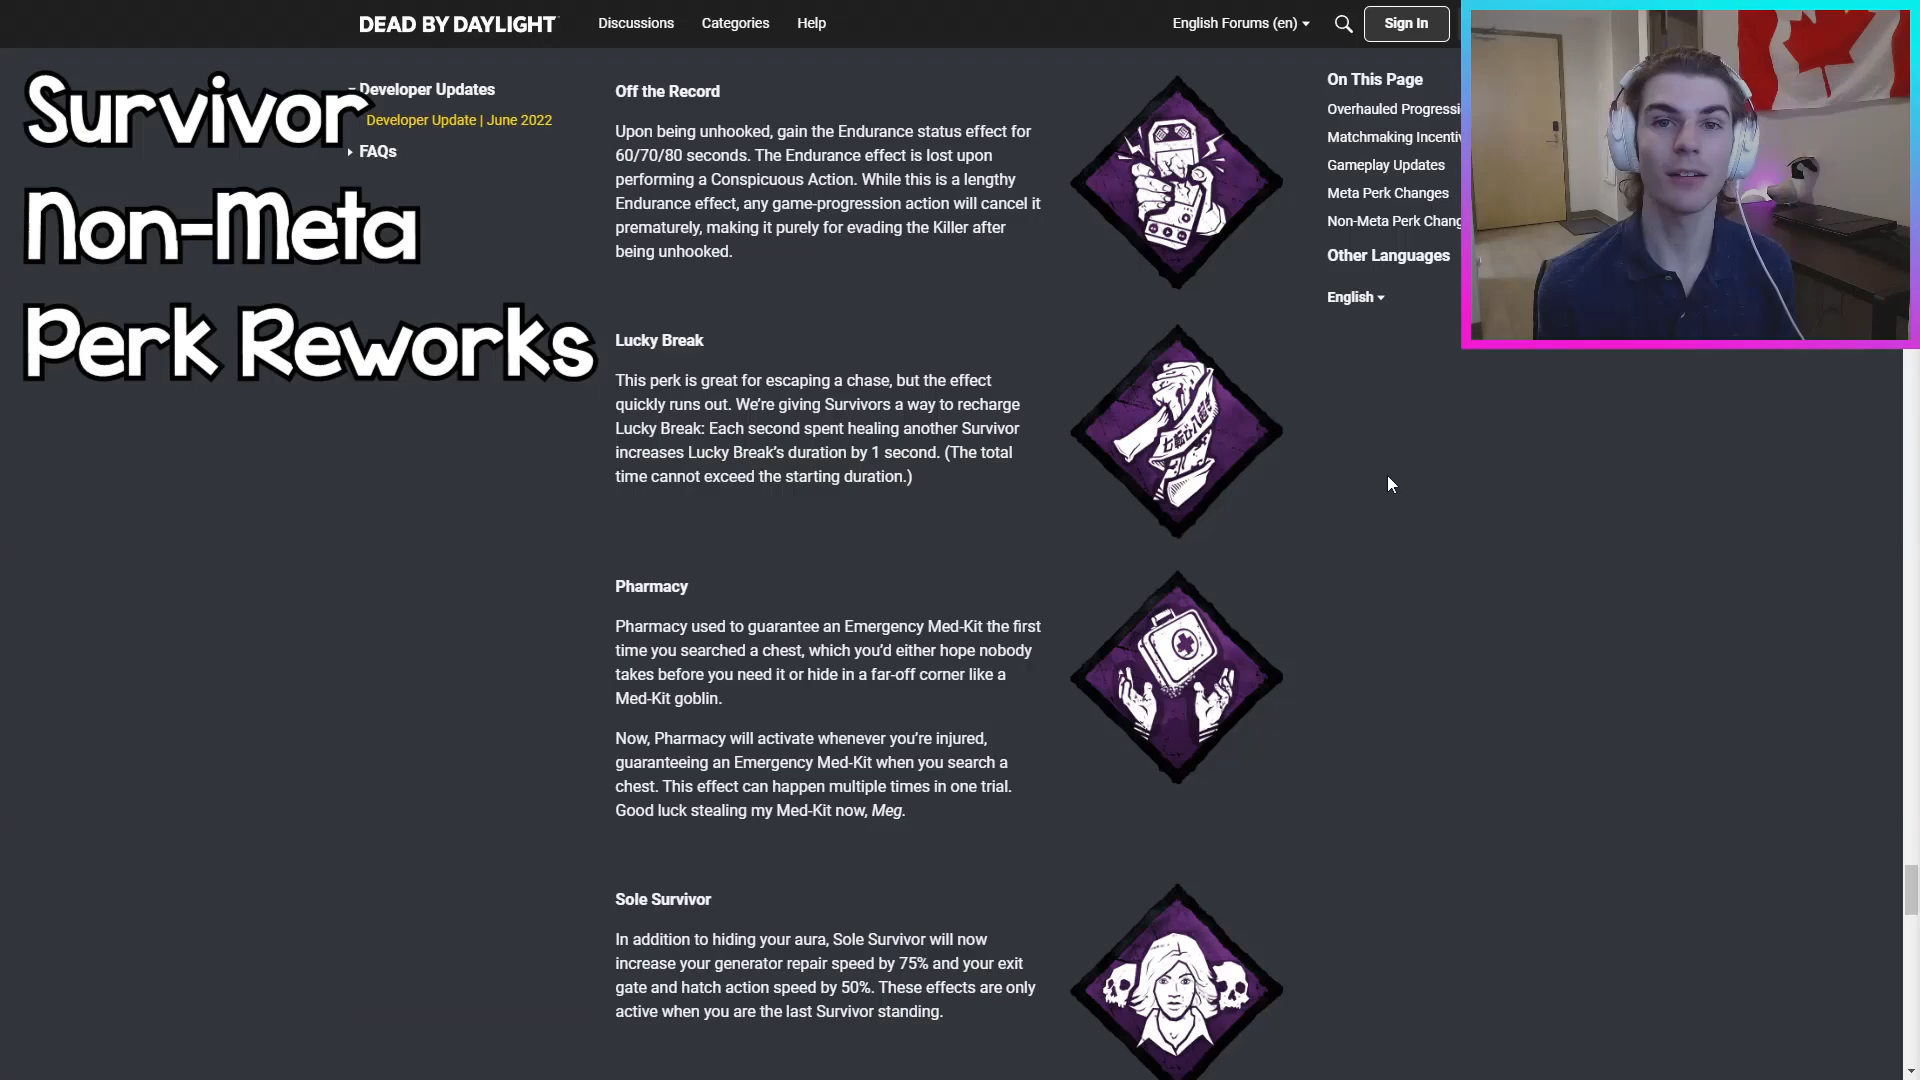 DEAD BY DAYLIGHT
Discussions
Categories
Help
English Forums (en)
Sign In
Survivor
Non-Meta
Perk Reworks
Developer Updates
Developer Update | June 2022
FAQs
Off the Record
Upon being unhooked, gain the Endurance status effect for
60/70/80 seconds. The Endurance effect is lost upon
performing a Conspicuous Action. While this is a lengthy
Endurance effect, any game-progression action will cancel it
prematurely, making it purely for evading the Killer after
being unhooked.
Lucky Break
This perk is great for escaping a chase, but the effect
quickly runs out. We're giving Survivors a way to recharge
Lucky Break: Each second spent healing another Survivor
increases Lucky Break's duration by 1 second. (The total
time cannot exceed the starting duration.)
Pharmacy
Pharmacy used to guarantee an Emergency Med-Kit the first
time you searched a chest, which you'd either hope nobody
takes before you need it or hide in a far-off corner like a
Med-Kit goblin.
Now, Pharmacy will activate whenever you're injured,
guaranteeing an Emergency Med-Kit when you search a
chest. This effect can happen multiple times in one trial.
Good luck stealing my Med-Kit now, Meg.
Sole Survivor
In addition to hiding your aura, Sole Survivor will now
increase your generator repair speed by 75% and your exit
gate and hatch action speed by 50%. These effects are only
active when you are the last Survivor standing.
On This Page
Overhauled Progressi
Matchmaking Incentiv
Gameplay Updates
Meta Perk Changes
Non-Meta Perk Chang
Other Languages
English